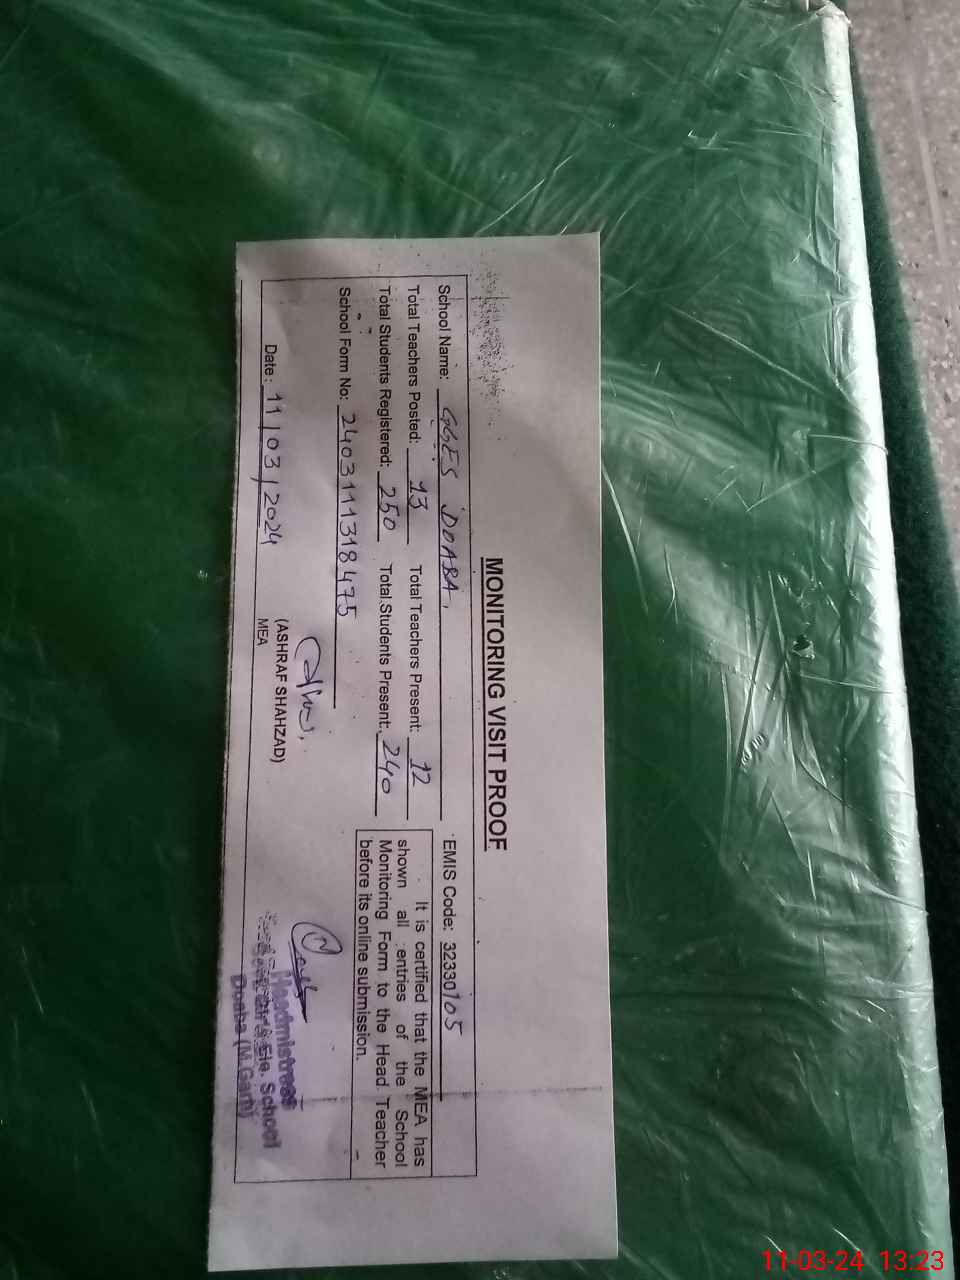 MONITORING VISIT PROOF
School Name: GGES DOABA, EMIS Code: 32330105
Total Teachers Posted: 13 Total Teachers Present: 12
Total Students Registered: 250 Total Students Present: 240
School Form No: 2403111318475
It is certified that the MEA has
shown all entries of the School
Monitoring Form to the Head Teacher
before its online submission.
Date: 11/03/2024
(ASHRAF SHAHZAD)
MEA
Headmistress
Ele. School
Doaba (M.Garh)
11-03-24 13:23